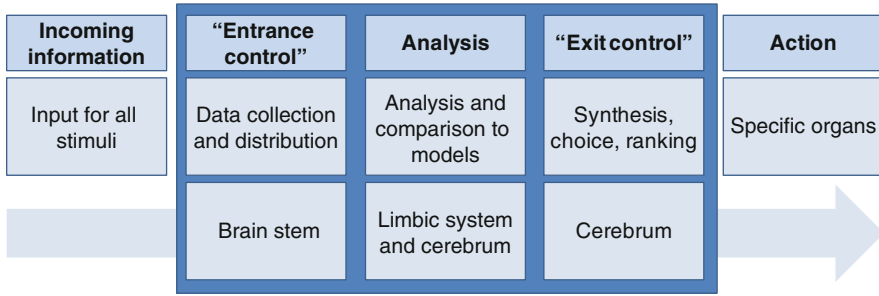 Incoming
information
“Entrance
control”
Analysis
“Exit control”
Action
Input for all
stimuli
Data collection
and distribution
Analysis and
comparison to
models
Synthesis,
choice, ranking
Specific organs
Brain stem
Limbic system
and cerebrum
Cerebrum